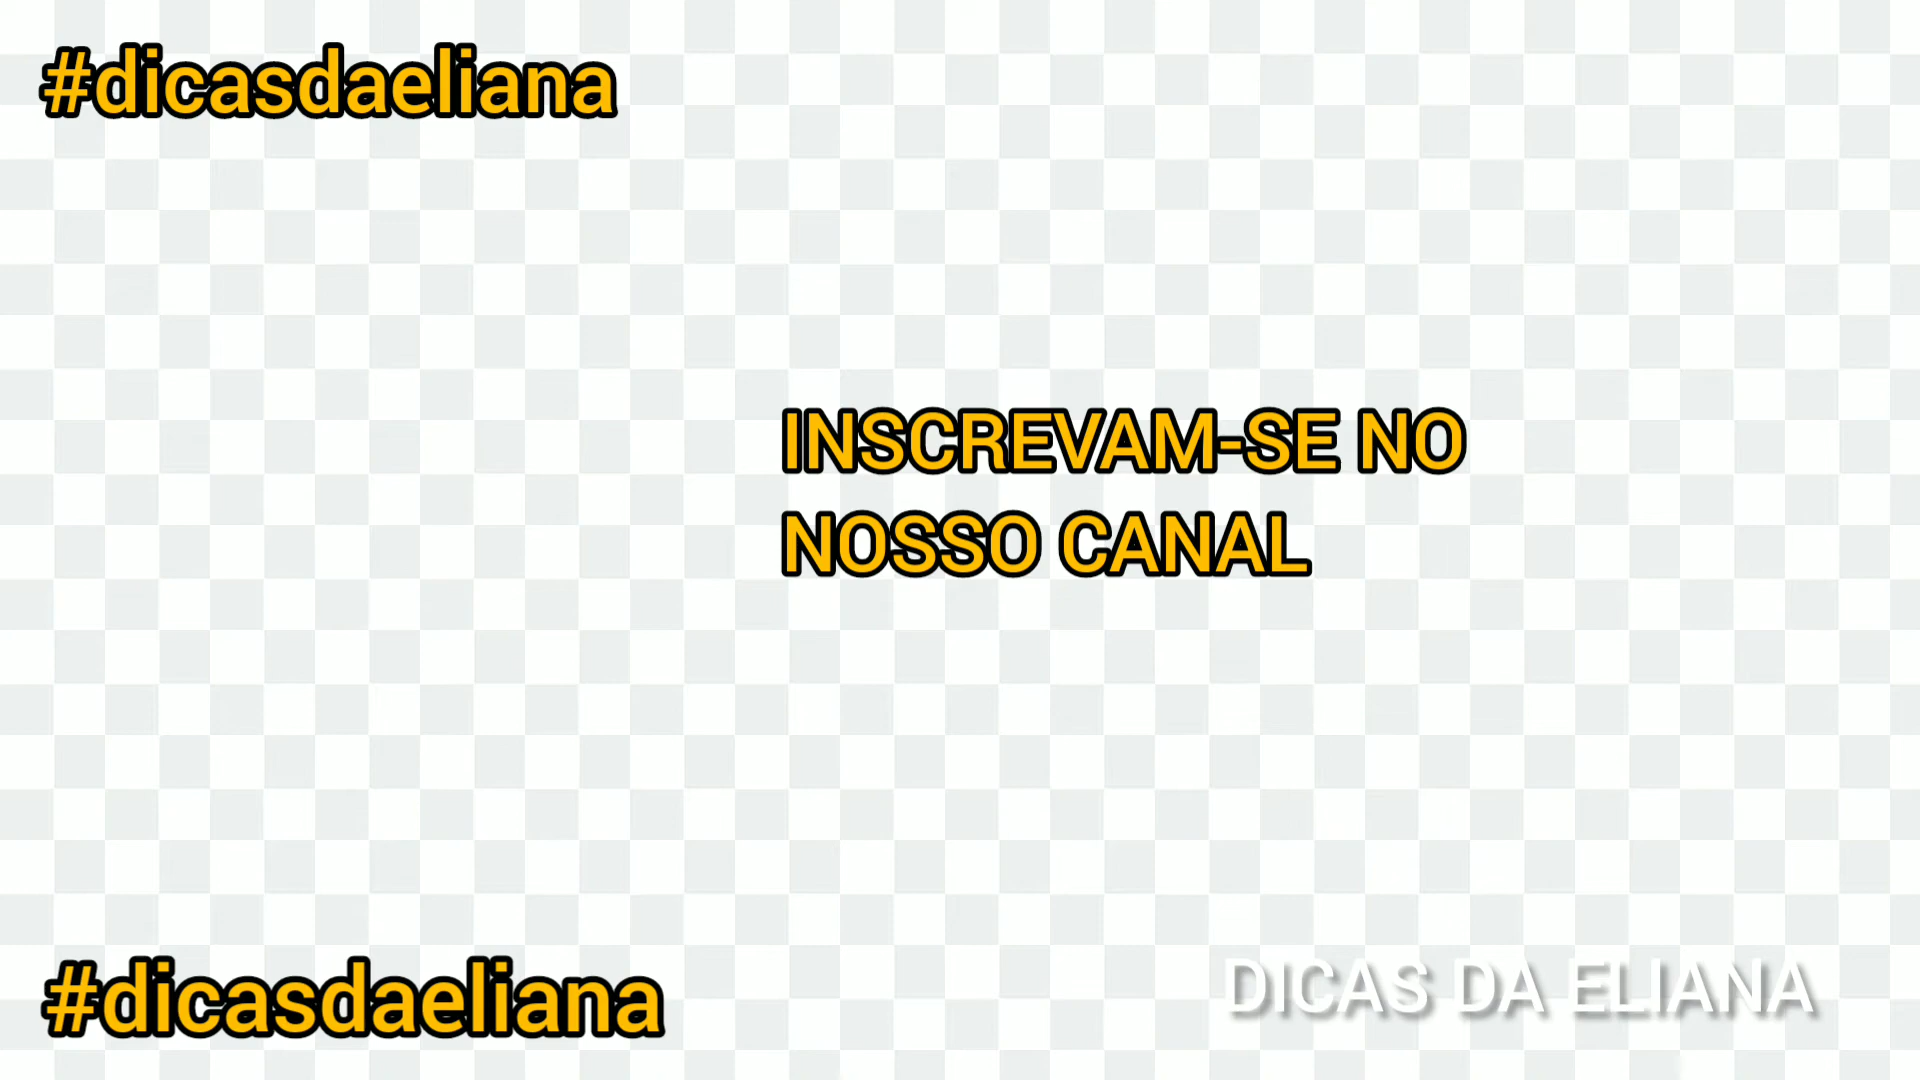 #dicasdaeliana
INSCREVAM-SE NO
NOSSO CANAL
#dicasdaeliana
DICAS DA ELIANA